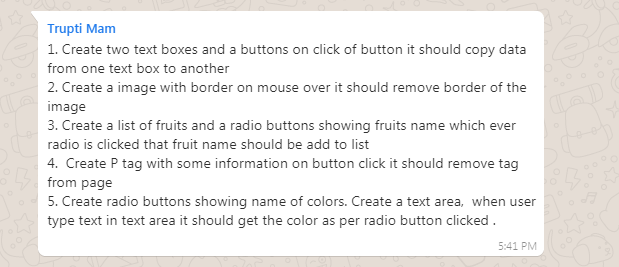 Trupti Mam
1. Create two text boxes and a buttons on click of button it should copy data
from one text box to another
2. Create a image with border on mouse over it should remove border of the
image
3. Create a list of fruits and a radio buttons showing fruits name which ever
radio is clicked that fruit name should be add to list
4.  Create P tag with some information on button click it should remove tag
from page
5. Create radio buttons showing name of colors. Create a text area,  when user
type text in text area it should get the color as per radio button clicked .
5:41 PM